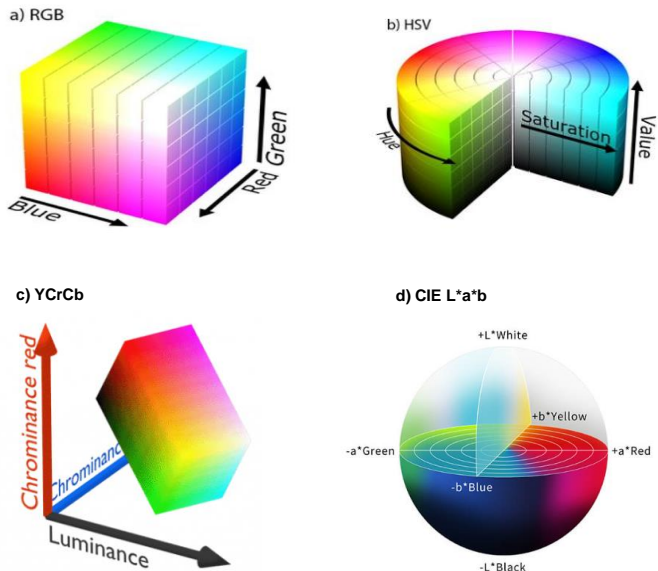 a) RGB
Green
Red
Blue
b) HSV
Hue
Saturation
Value
c) YCrCb
Chrominance red
Chrominance
Luminance
d) CIE L*a*b
+L*White
+b*Yellow
-a*Green
+a*Red
-b*Blue
-L*Black